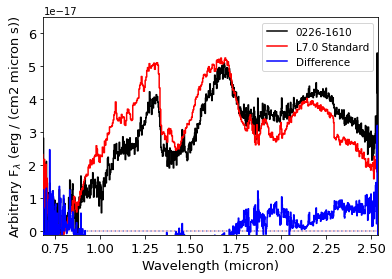 1e−17
0226-1610
L7.0 Standard
Difference
Arbitrary Fλ (erg / (cm2 micron s))
6
5
4
3
2
1
0
0.75 1.00 1.25 1.50 1.75 2.00 2.25 2.50
Wavelength (micron)